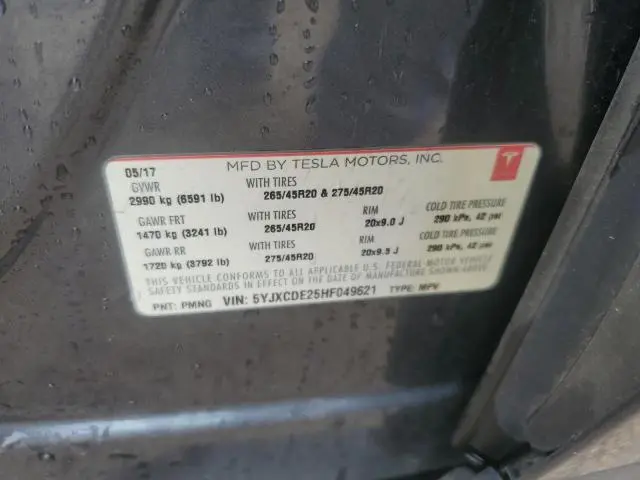 MFD BY TESLA MOTORS, INC.
05/17
GVWR WITH TIRES
2990 kg (6591 lb) 265/45R20 & 275/45R20
GAWR FRT WITH TIRES RIM COLD TIRE PRESSURE
1470 kg (3241 lb) 265/45R20 20x9.0 J 290 kPa, 42 psi
GAWR RR WITH TIRES RIM COLD TIRE PRESSURE
1720 kg (3792 lb) 275/45R20 20x9.5 J 290 kPa, 42 psi
THIS VEHICLE CONFORMS TO ALL APPLICABLE U.S. FEDERAL MOTOR VEHICLE
SAFETY STANDARDS IN EFFECT ON THE DATE OF MANUFACTURE SHOWN ABOVE
PNT: PMNG VIN: 5YJXCDE25HF049621 TYPE: MPV